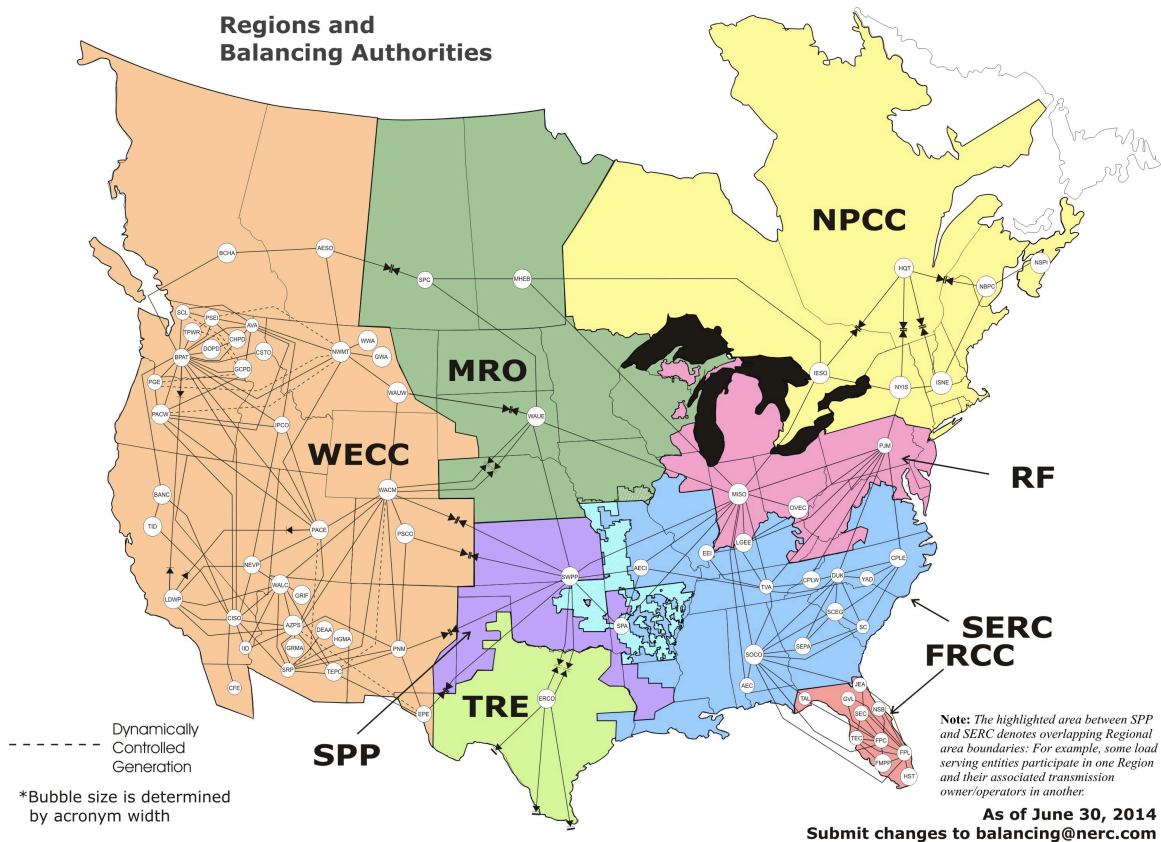 Regions and
Balancing Authorities
NPCC
MRO
WECC
RF
SERC
FRCC
TRE
SPP
BCHA
AESO
SPC
MHEB
HQT
NBPC
NSPI
SCL
PSEI
TPWR
AVA
CHPD
DOPD
BPAT
GCPD
CSTO
NWMT
WWA
GWA
PGE
WAUW
PACW
IPCO
WAUE
IESO
NYIS
ISNE
PJM
WACM
MISO
OVEC
BANC
TID
PACE
PSCO
LGEE
EEI
NEVP
WALC
GRIF
SWPP
AECI
TVA
CPLW
DUK
YAD
CPLE
LDWP
CISO
AZPS
DEAA
HGMA
GRMA
IID
SRP
TEPC
PNM
CFE
EPE
SPA
SCEG
SC
SEPA
SOCO
AEC
ERCO
TAL
JEA
GVL
NSB
SEC
TEC
FPC
FPL
FMPP
HST
Dynamically
Controlled
Generation
*Bubble size is determined
by acronym width
Note: The highlighted area between SPP
and SERC denotes overlapping Regional
area boundaries: For example, some load
serving entities participate in one Region
and their associated transmission
owner/operators in another.
As of June 30, 2014
Submit changes to balancing@nerc.com